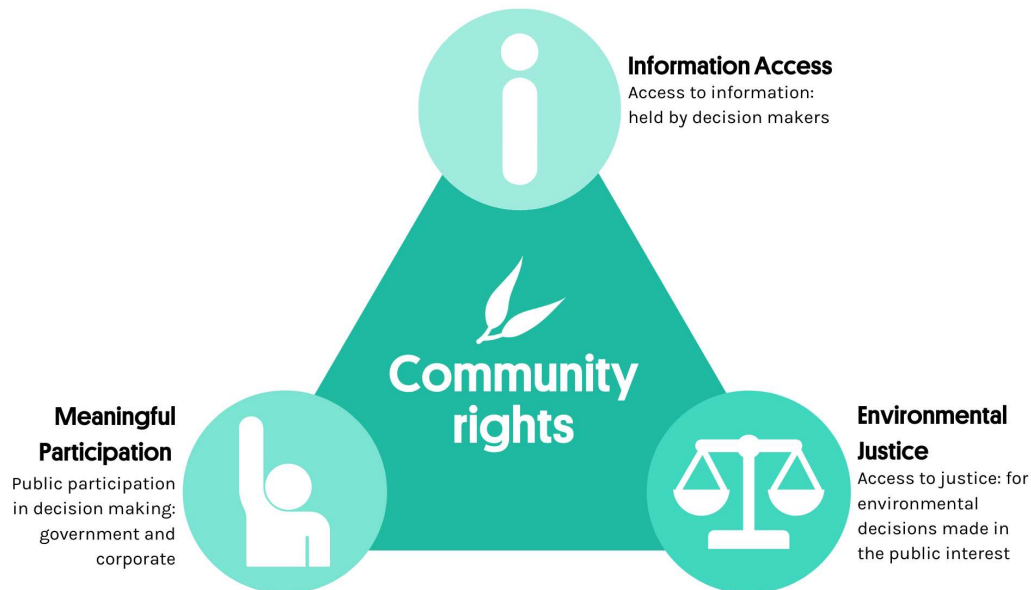 Information Access
Access to information:
held by decision makers
Community
rights
Meaningful
Participation
Public participation
in decision making:
government and
corporate
Environmental
Justice
Access to justice: for
environmental
decisions made in
the public interest